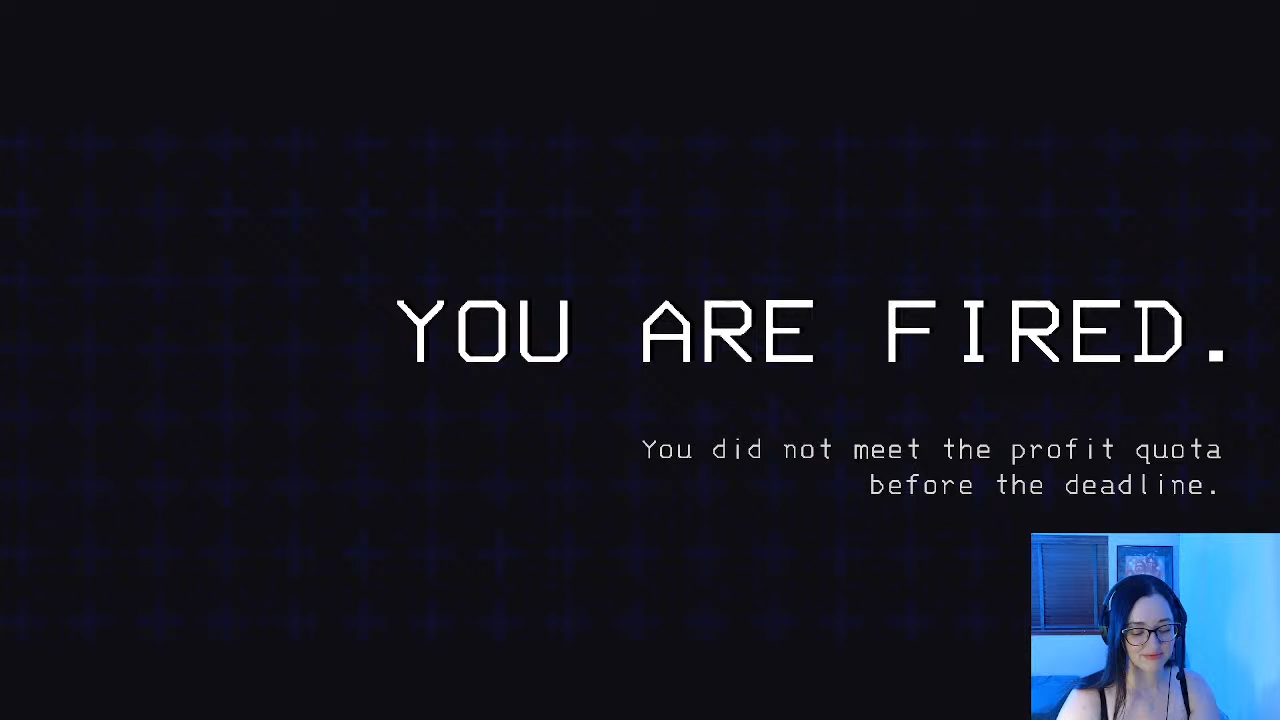 YOU ARE FIRED.
You did not meet the profit quota
before the deadline.